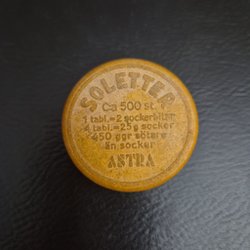 SOLETTER
Ca 500 st.
1 tabl.=2 sockerbitar
4 tabl.=25 g socker
450 ggr sötare
än socker
ASTRA